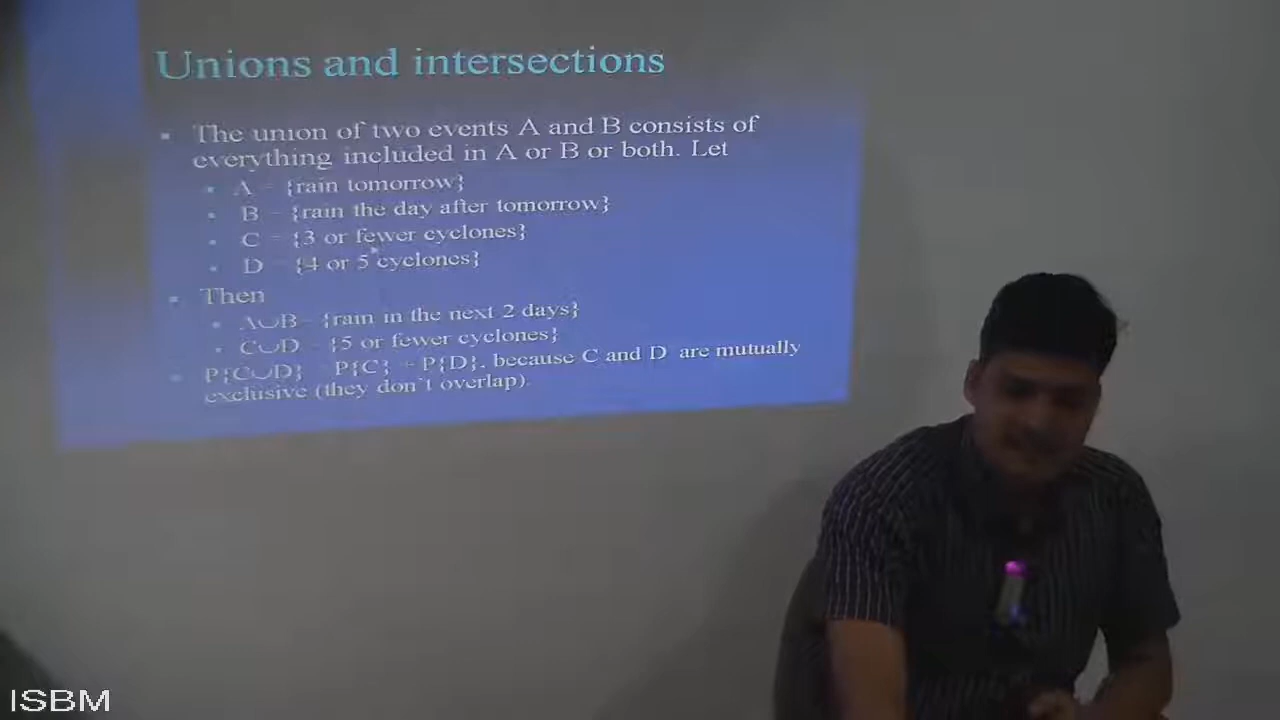 Unions and intersections
The union of two events A and B consists of
everything included in A or B or both. Let
A = {rain tomorrow}
B = {rain the day after tomorrow}
C = {3 or fewer cyclones}
D = {4 or 5 cyclones}
Then
A∪B= {rain in the next 2 days}
C∪D = {5 or fewer cyclones}
P{C∪D} = P{C} + P{D}, because C and D are mutually
exclusive (they don't overlap).
ISBM